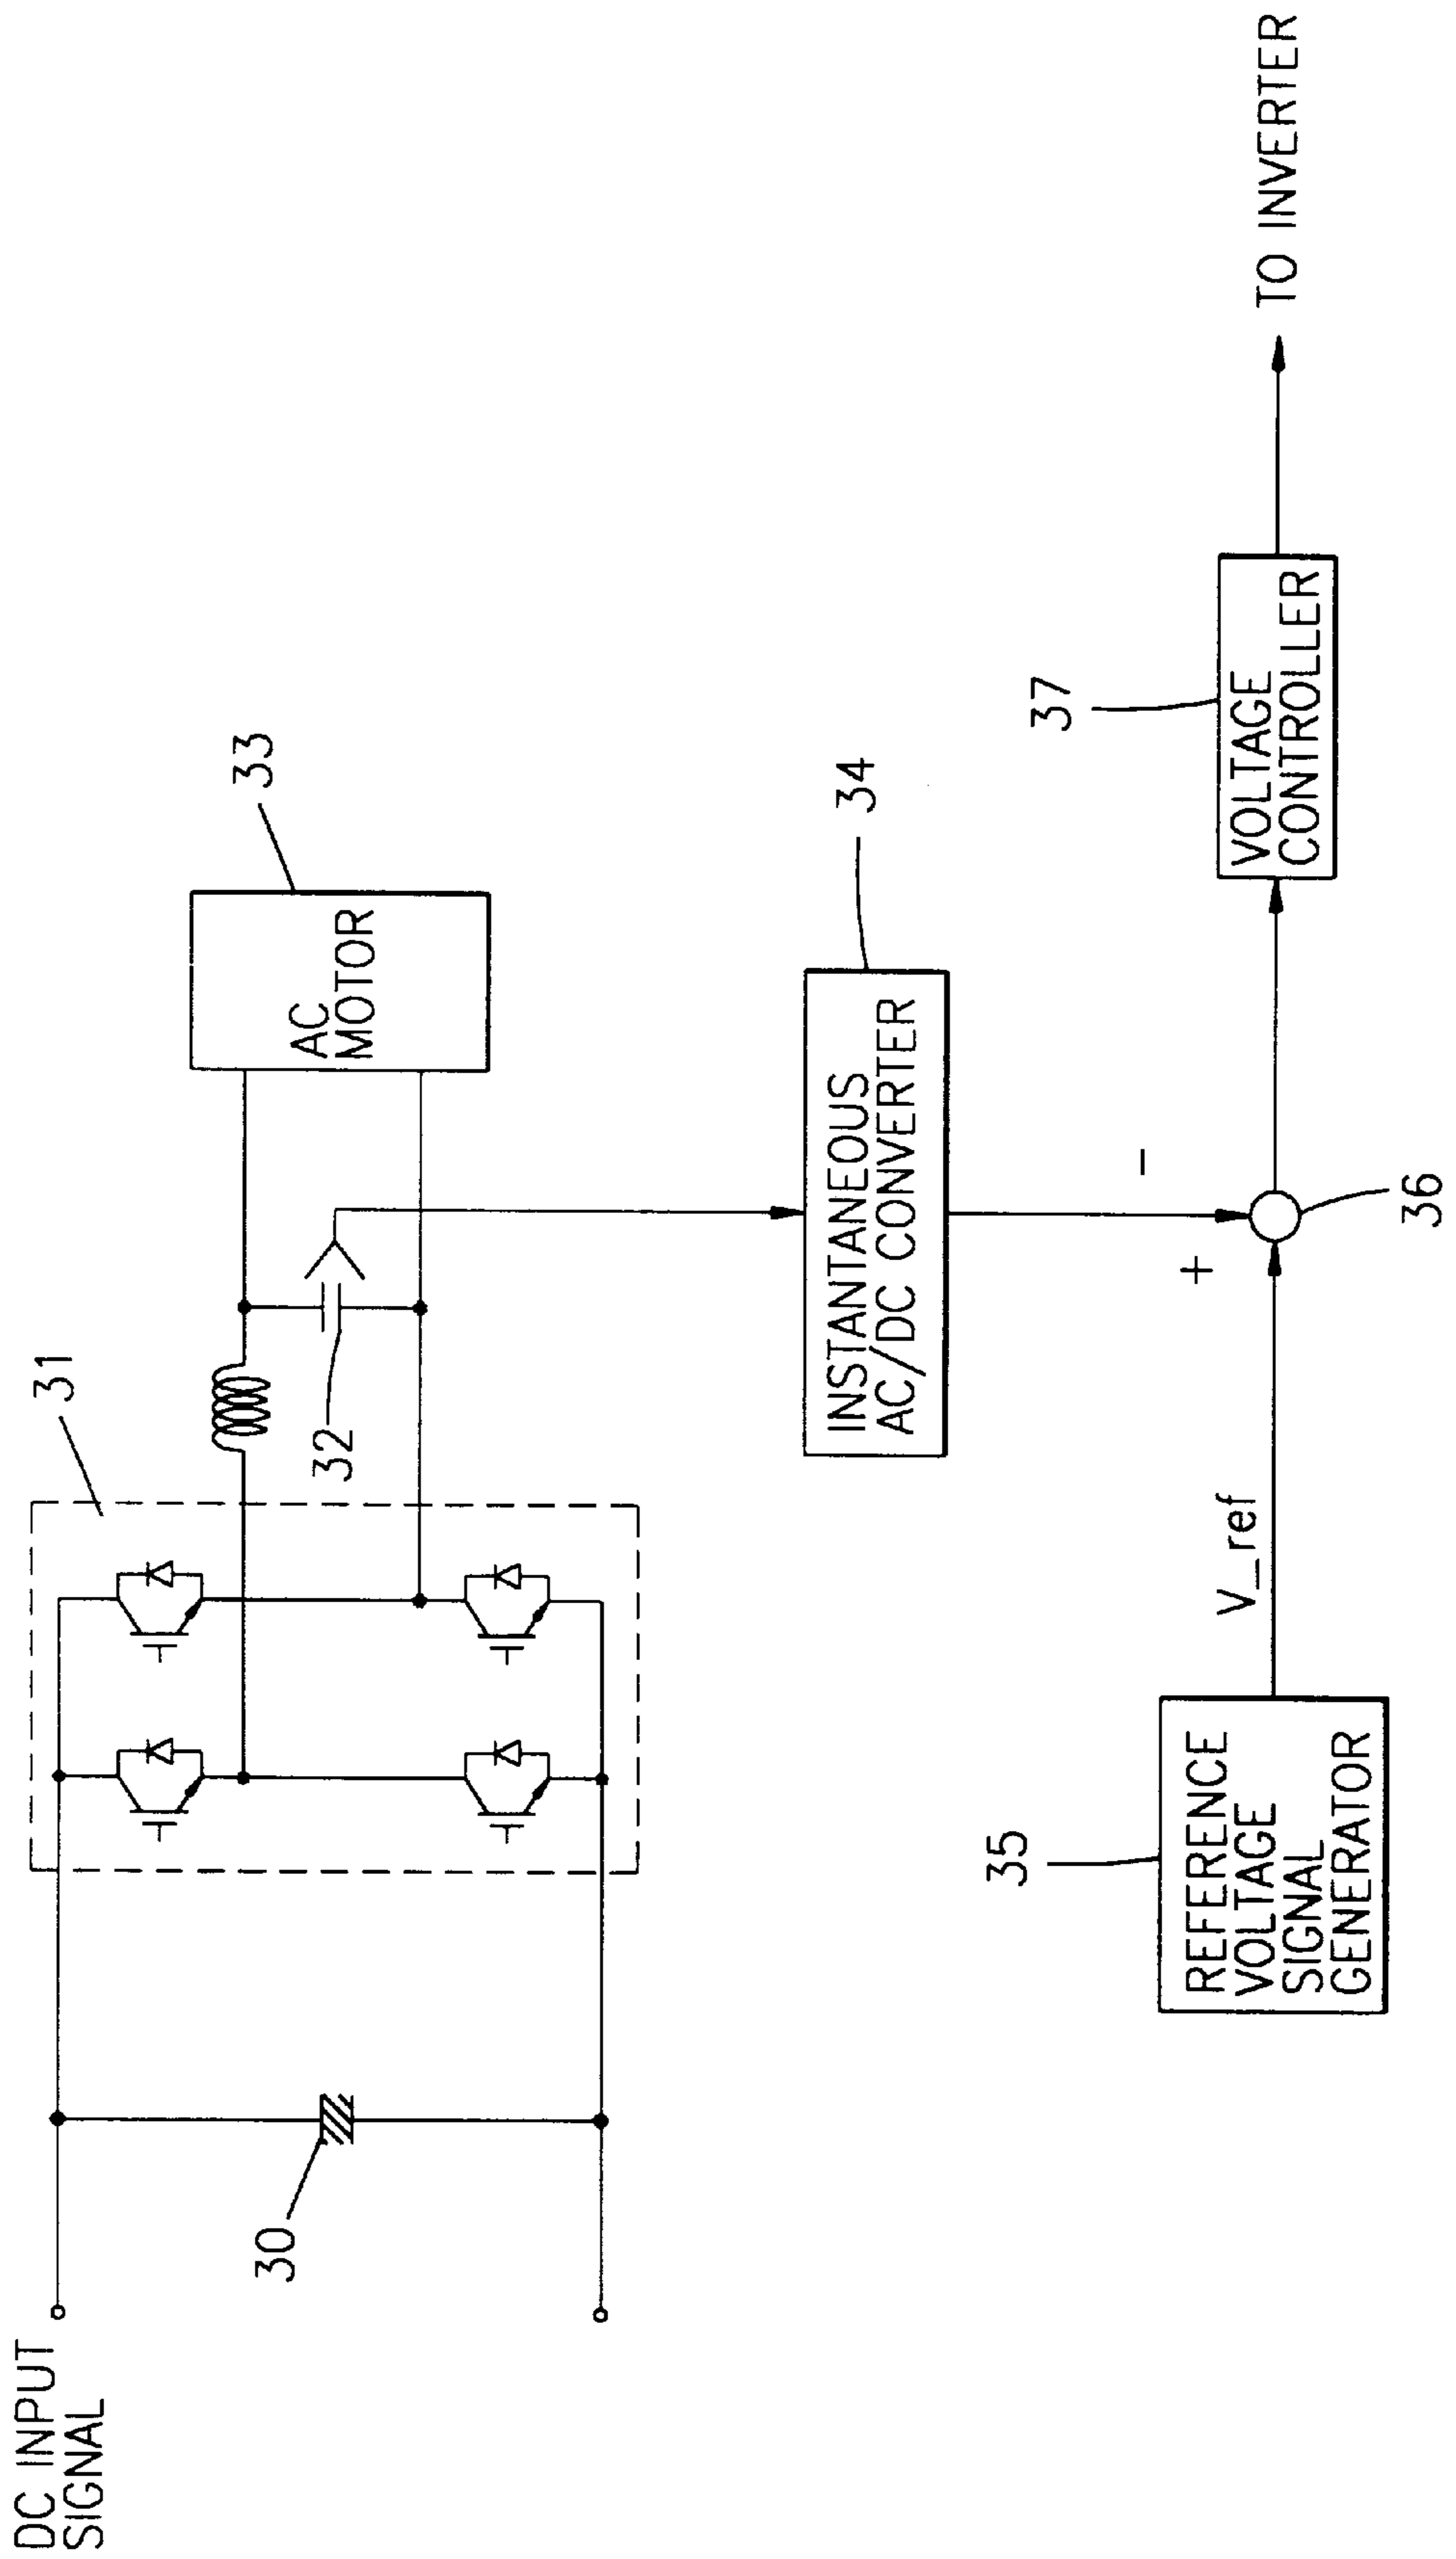 DC INPUT
SIGNAL
30
31
32
33
AC
MOTOR
INSTANTANEOUS
AC/DC CONVERTER
34
35
REFERENCE
VOLTAGE
SIGNAL
GENERATOR
V_ref
+
-
36
37
VOLTAGE
CONTROLLER
TO INVERTER